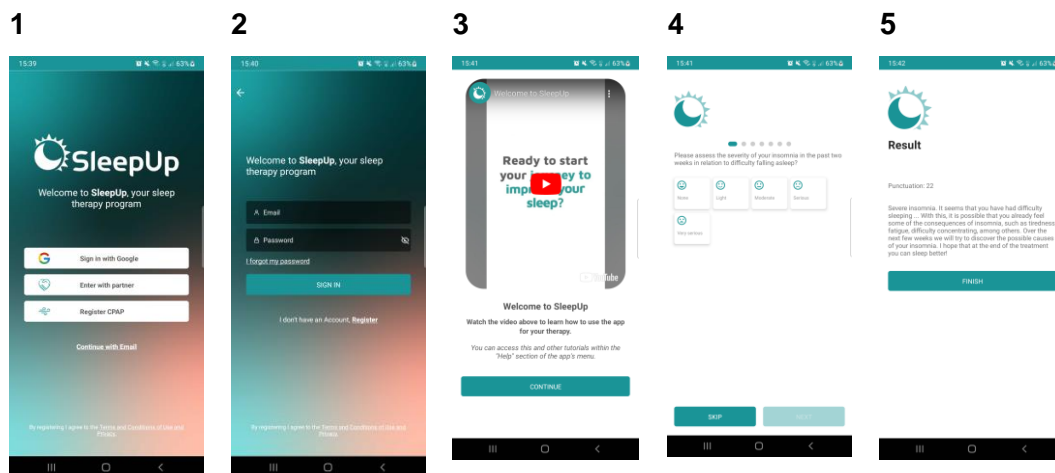 1
2
3
4
5
15:39
63%
SleepUp
Welcome to SleepUp, your sleep
therapy program
Sign in with Google
Enter with partner
Register CPAP
Continue with Email
By registering I agree to the Terms and Conditions of Use and
Privacy
15:40
63%
Welcome to SleepUp, your sleep
therapy program
Email
Password
I forgot my password
SIGN IN
I don't have an Account, Register
By registering I agree to the Terms and Conditions of Use and
Privacy
15:41
63%
Welcome to SleepUp
Ready to start
your journey to
improve your
sleep?
YouTube
Welcome to SleepUp
Watch the video above to learn how to use the app
for your therapy.
You can access this and other tutorials within the
"Help" section of the app's menu.
CONTINUE
15:41
63%
Please assess the severity of your insomnia in the past two
weeks in relation to difficulty falling asleep?
None
Light
Moderate
Serious
Very serious
SKIP
NEXT
15:42
63%
Result
Punctuation: 22
Severe insomnia. It seems that you have had difficulty
sleeping ... With this, it is possible that you already feel
some of the consequences of insomnia, such as tiredness
fatigue, difficulty concentrating, among others. Over the
next few weeks we will try to discover the possible causes
of your insomnia. I hope that at the end of the treatment
you can sleep better!
FINISH